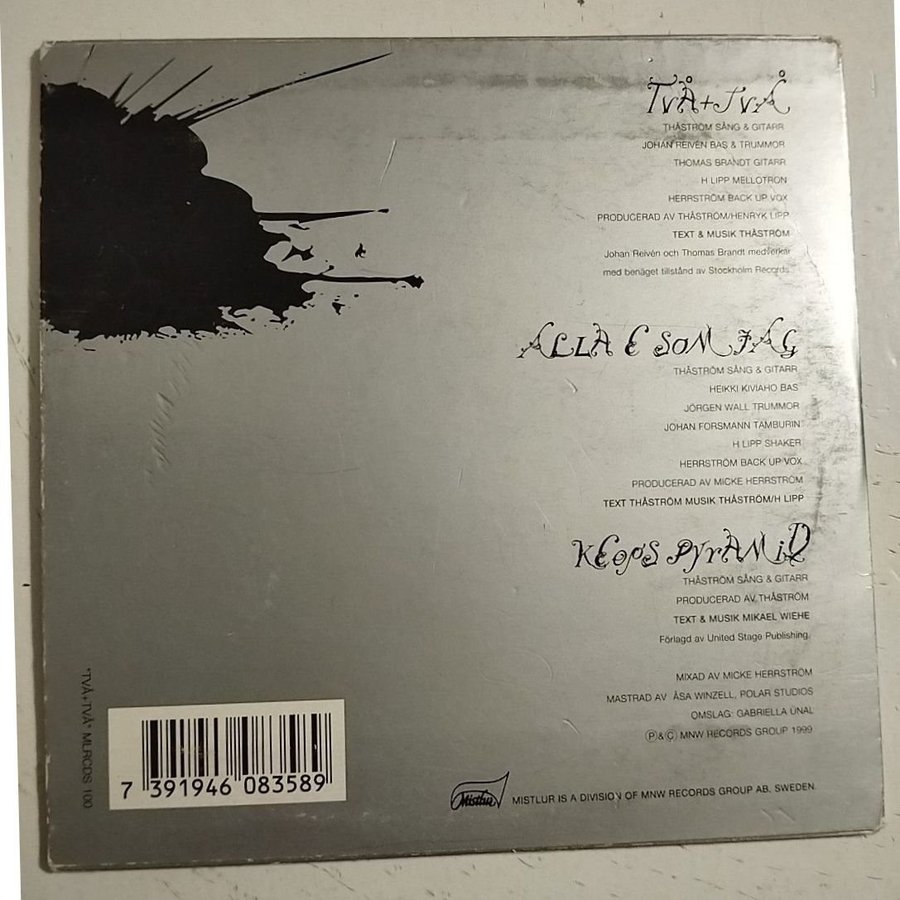 TVÅ+TVÅ
THÅSTRÖM SÅNG & GITARR
JOHAN REIVÉN BAS & TRUMMOR
THOMAS BRANDT GITARR
H LIPP MELLOTRON
HERRSTRÖM BACK UP VOX
PRODUCERAD AV THÅSTRÖM/HENRYK LIPP
TEXT & MUSIK THÅSTRÖM
Johan Reivén och Thomas Brandt medverkar
med benäget tillstånd av Stockholm Records
ALLA E SOM JAG
THÅSTRÖM SÅNG & GITARR
HEIKKI KIVIAHO BAS
JÖRGEN WALL TRUMMOR
JOHAN FORSMANN TAMBURIN
H LIPP SHAKER
HERRSTRÖM BACK UP VOX
PRODUCERAD AV MICKE HERRSTRÖM
TEXT THÅSTRÖM MUSIK THÅSTRÖM/H LIPP
KEOPS PYrAMiD
THÅSTRÖM SÅNG & GITARR
PRODUCERAD AV THÅSTRÖM
TEXT & MUSIK MIKAEL WIEHE
Förlagd av United Stage Publishing
MIXAD AV MICKE HERRSTRÖM
MASTRAD AV ÅSA WINZELL, POLAR STUDIOS
OMSLAG: GABRIELLA ÜNAL
Ⓟ&© MNW RECORDS GROUP 1999
"TVÅ+TVÅ" MLRCDS 100
7 391946 083589
Mistlur
MISTLUR IS A DIVISION OF MNW RECORDS GROUP AB, SWEDEN